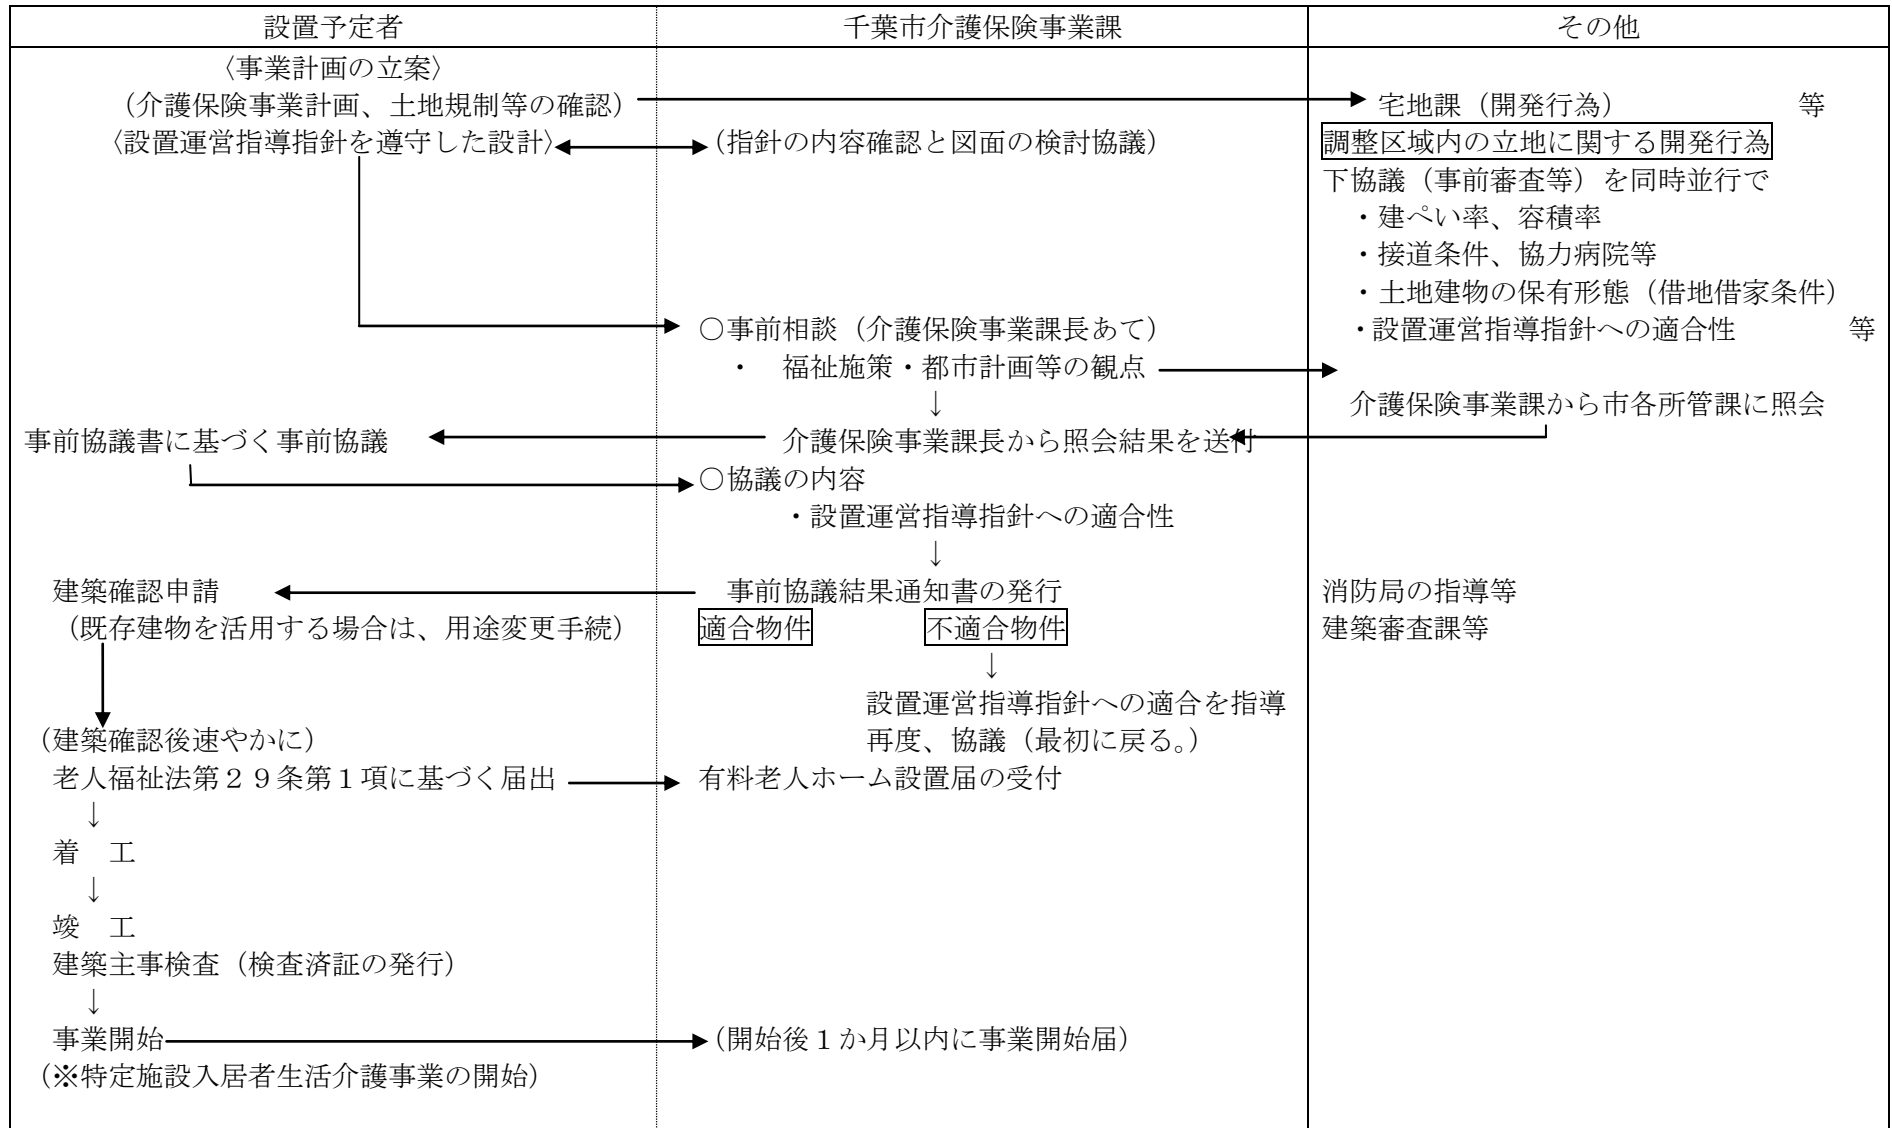 設置予定者 千葉市介護保険事業課 その他
〈事業計画の立案〉
（介護保険事業計画、土地規制等の確認） 宅地課（開発行為） 等
〈設置運営指導指針を遵守した設計〉 （指針の内容確認と図面の検討協議） 調整区域内の立地に関する開発行為
下協議（事前審査等）を同時並行で
・建ぺい率、容積率
・接道条件、協力病院等
・土地建物の保有形態（借地借家条件）
○事前相談（介護保険事業課長あて） ・設置運営指導指針への適合性 等
・ 福祉施策・都市計画等の観点
↓ 介護保険事業課から市各所管課に照会
事前協議書に基づく事前協議 介護保険事業課長から照会結果を送付
○協議の内容
・設置運営指導指針への適合性
↓
建築確認申請 事前協議結果通知書の発行 消防局の指導等
（既存建物を活用する場合は、用途変更手続） 適合物件 不適合物件 建築審査課等
↓
設置運営指導指針への適合を指導
（建築確認後速やかに） 再度、協議（最初に戻る。）
老人福祉法第２９条第１項に基づく届出 有料老人ホーム設置届の受付
↓
着　工
↓
竣　工
建築主事検査（検査済証の発行）
↓
事業開始 （開始後１か月以内に事業開始届）
（※特定施設入居者生活介護事業の開始）